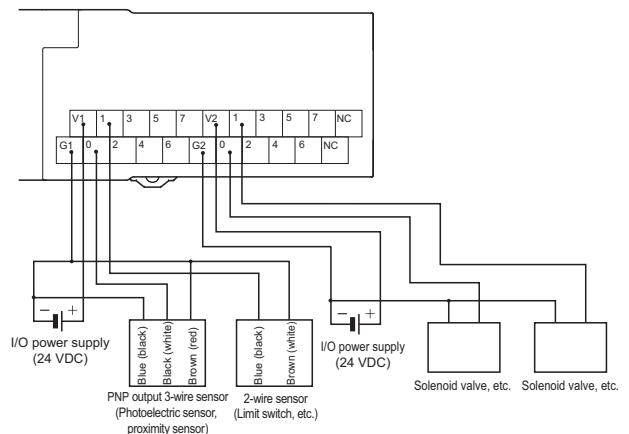 V1 1 3 5 7 V2 1 3 5 7 NC
G1 0 2 4 6 G2 0 2 4 6 NC
− +
I/O power supply
(24 VDC)
Blue (black)
Black (white)
Brown (red)
PNP output 3-wire sensor
(Photoelectric sensor,
proximity sensor)
Blue (black)
Brown (white)
2-wire sensor
(Limit switch, etc.)
− +
I/O power supply
(24 VDC)
Solenoid valve, etc.
Solenoid valve, etc.